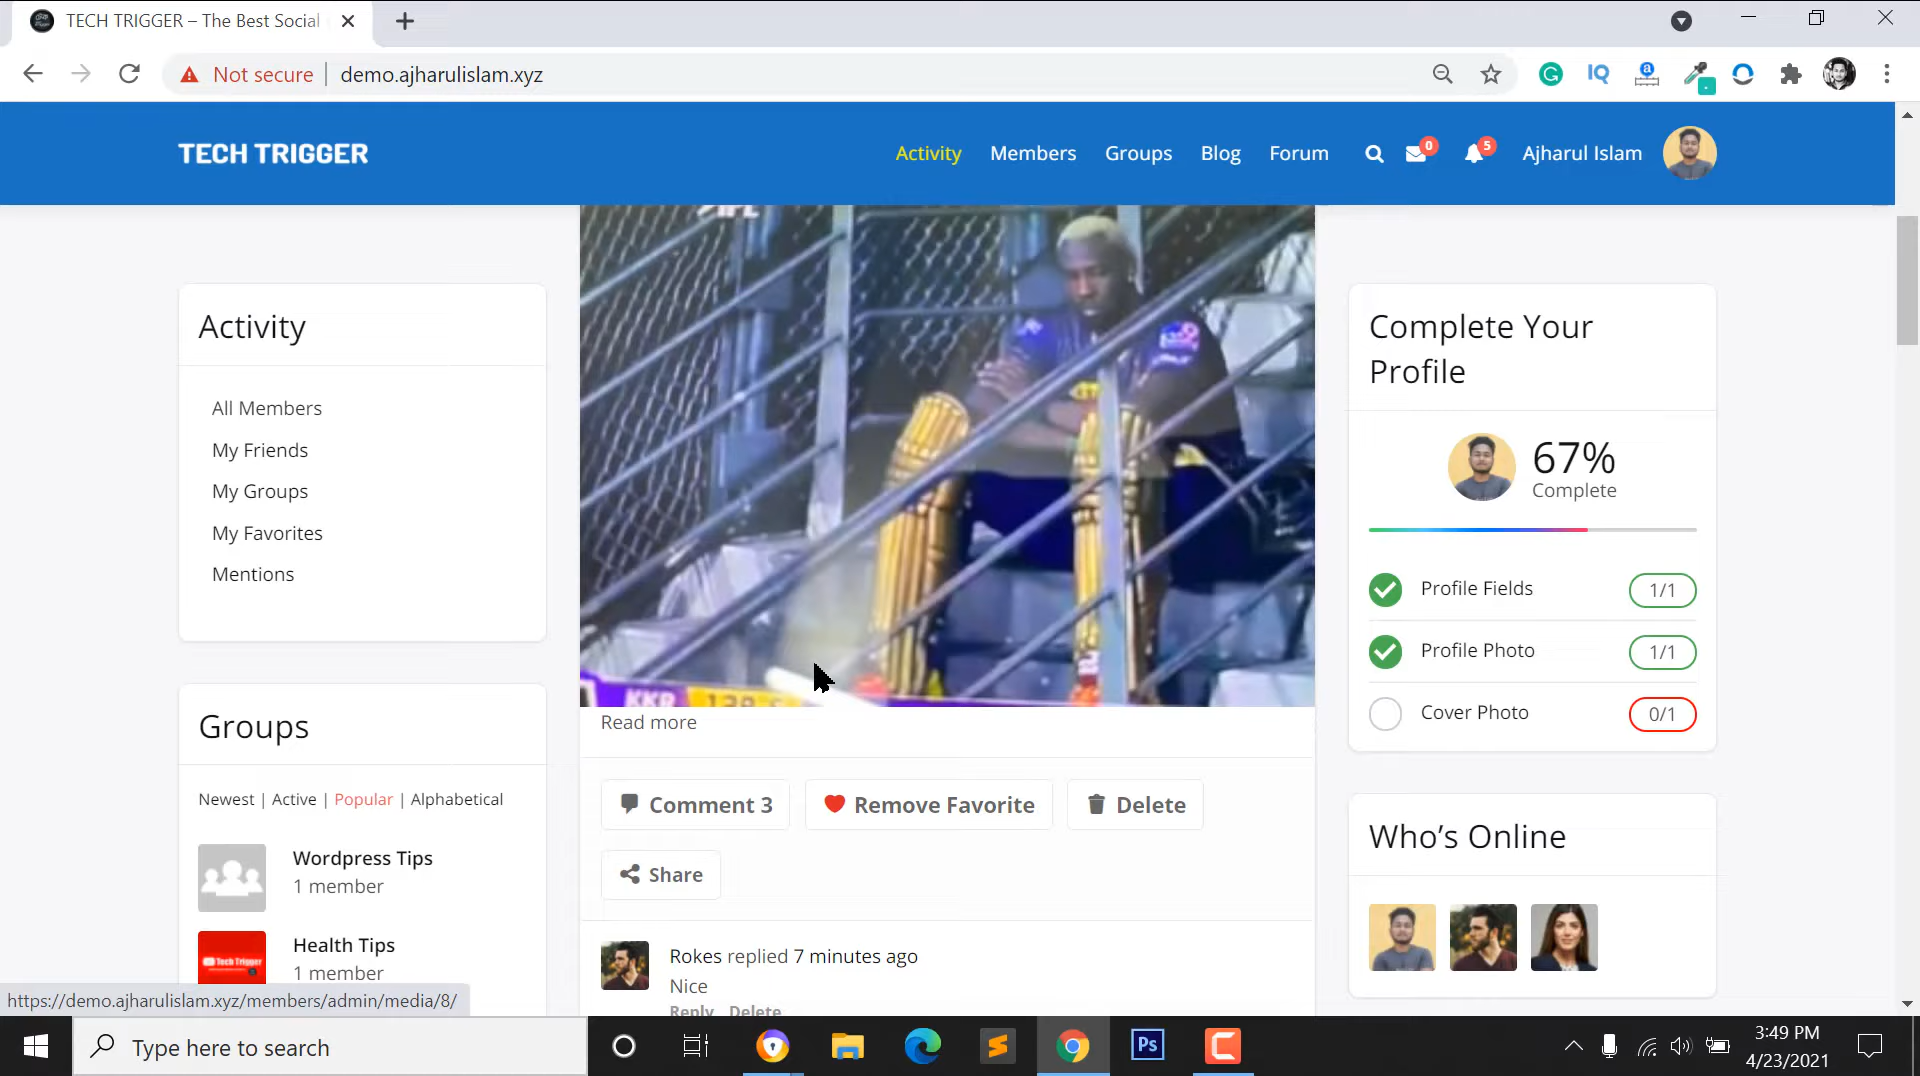 TECH TRIGGER – The Best Social
Not secure
demo.ajharulislam.xyz
IQ
a
TECH TRIGGER
Activity
Members
Groups
Blog
Forum
0
5
Ajharul Islam
Activity
All Members
My Friends
My Groups
My Favorites
Mentions
Groups
Newest | Active | Popular | Alphabetical
Wordpress Tips
1 member
Health Tips
1 member
Tech Trigger
KKR
Read more
Comment 3
Remove Favorite
Delete
Share
Rokes replied 7 minutes ago
Nice
Reply Delete
Complete Your
Profile
67%
Complete
Profile Fields 1/1
Profile Photo 1/1
Cover Photo 0/1
Who’s Online
https://demo.ajharulislam.xyz/members/admin/media/8/
Type here to search
Ps
3:49 PM
4/23/2021